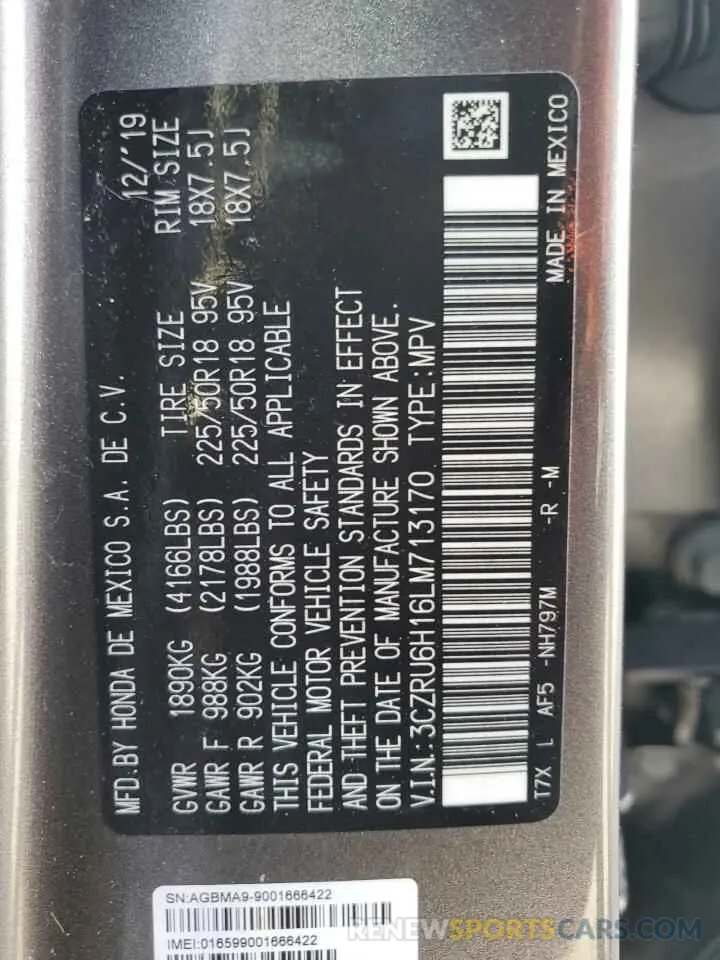 MFD.BY HONDA DE MEXICO S.A. DE C.V. 12/'19
GVWR 1890KG (4166LBS) TIRE SIZE RIM SIZE
GAWR F 988KG (2178LBS) 225/50R18 95V 18X7.5J
GAWR R 902KG (1988LBS) 225/50R18 95V 18X7.5J
THIS VEHICLE CONFORMS TO ALL APPLICABLE
FEDERAL MOTOR VEHICLE SAFETY
AND THEFT PREVENTION STANDARDS IN EFFECT
ON THE DATE OF MANUFACTURE SHOWN ABOVE.
V.I.N.:3CZRU6H16LM713170 TYPE:MPV
T7X L AF5 -NH797M -R -M MADE IN MEXICO
SN:AGBMA9-9001666422
IMEI:016599001666422
RENEWSPORTSCARS.COM